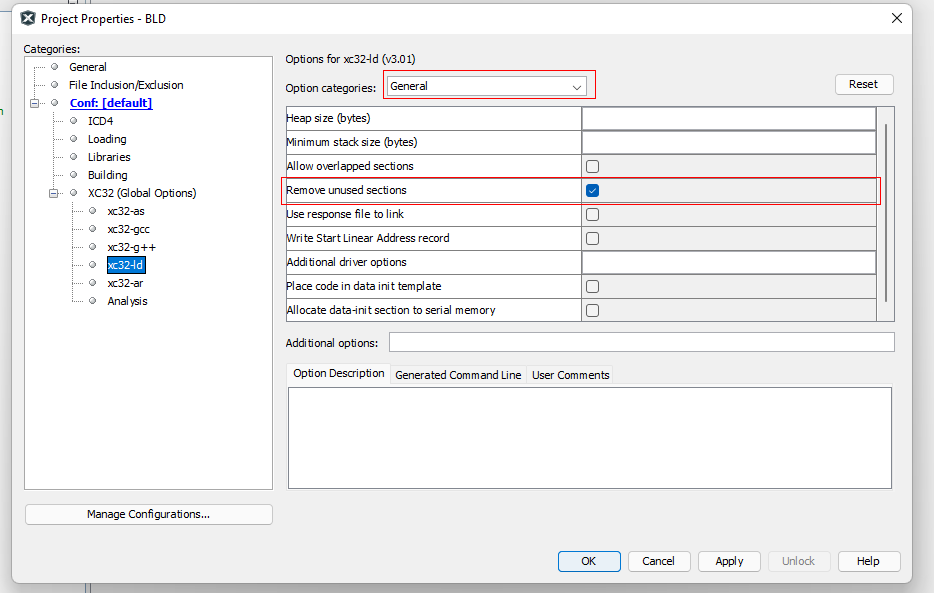 Project Properties - BLD
Categories:
General
File Inclusion/Exclusion
Conf: [default]
ICD4
Loading
Libraries
Building
XC32 (Global Options)
xc32-as
xc32-gcc
xc32-g++
xc32-ld
xc32-ar
Analysis
Manage Configurations...
Options for xc32-ld (v3.01)
Option categories: General
Reset
Heap size (bytes)
Minimum stack size (bytes)
Allow overlapped sections
Remove unused sections
Use response file to link
Write Start Linear Address record
Additional driver options
Place code in data init template
Allocate data-init section to serial memory
Additional options:
Option Description Generated Command Line User Comments
OK Cancel Apply Unlock Help